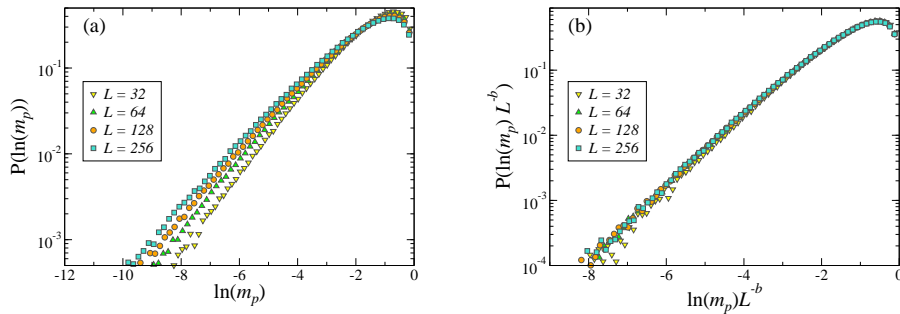 (a)
P(ln(m_p))
10^-1
10^-2
10^-3
L = 32
L = 64
L = 128
L = 256
-12 -10 -8 -6 -4 -2 0
ln(m_p)
(b)
P(ln(m_p) L^-b)
10^0
10^-1
10^-2
10^-3
10^-4
L = 32
L = 64
L = 128
L = 256
-8 -6 -4 -2 0
ln(m_p)L^-b